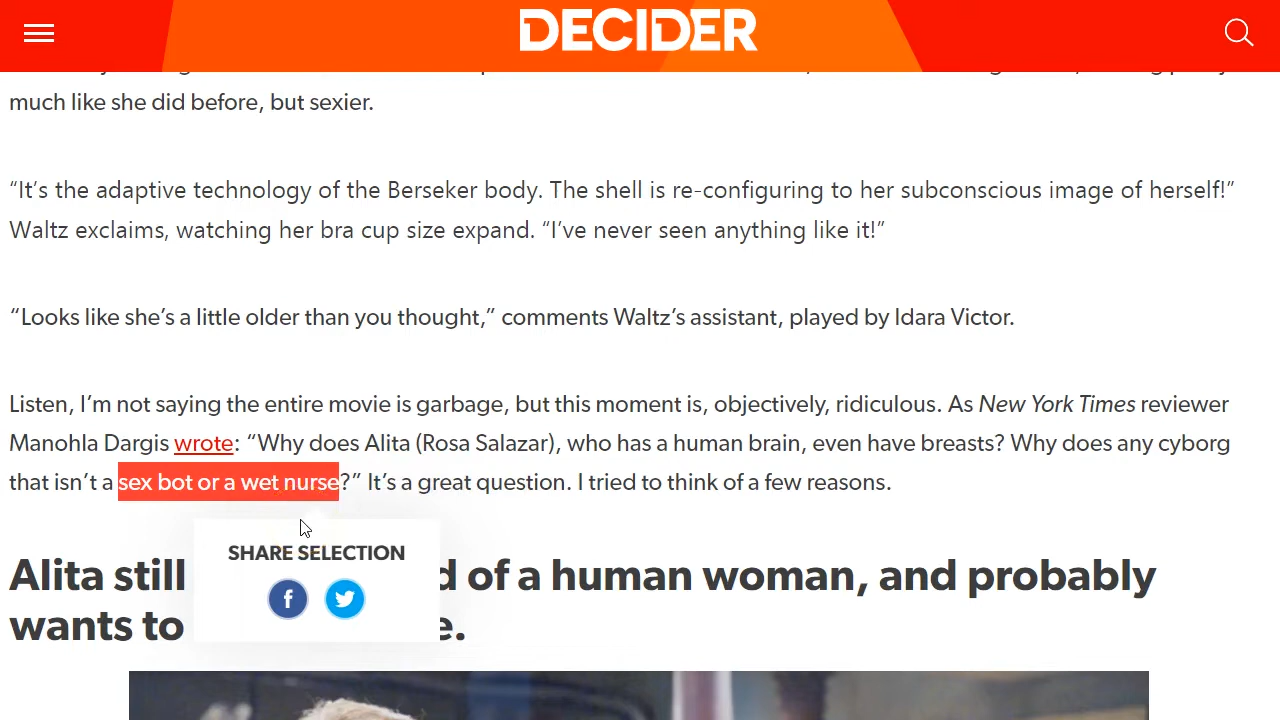 DECIDER
much like she did before, but sexier.
“It’s the adaptive technology of the Berseker body. The shell is re-configuring to her subconscious image of herself!”
Waltz exclaims, watching her bra cup size expand. “I’ve never seen anything like it!”
“Looks like she’s a little older than you thought,” comments Waltz’s assistant, played by Idara Victor.
Listen, I’m not saying the entire movie is garbage, but this moment is, objectively, ridiculous. As New York Times reviewer
Manohla Dargis wrote: “Why does Alita (Rosa Salazar), who has a human brain, even have breasts? Why does any cyborg
that isn’t a sex bot or a wet nurse?” It’s a great question. I tried to think of a few reasons.
SHARE SELECTION
Alita still d of a human woman, and probably
wants to e.